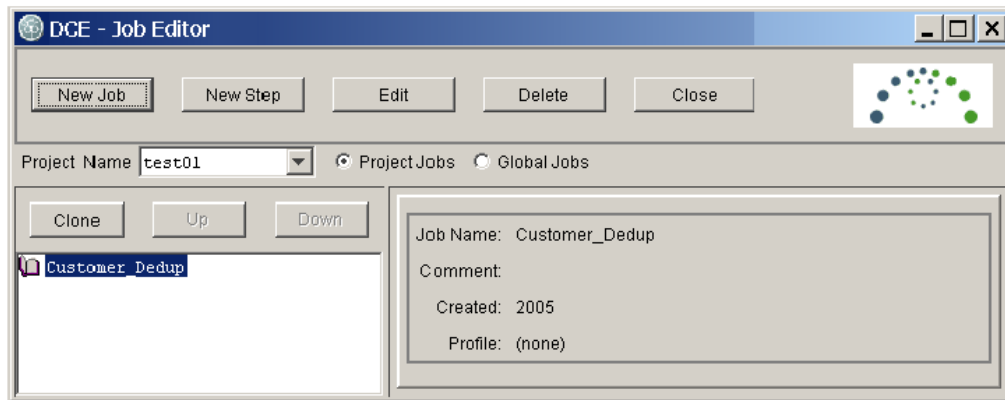 DCE - Job Editor
New Job New Step Edit Delete Close
Project Name test01 Project Jobs Global Jobs
Clone Up Down
Customer_Dedup
Job Name: Customer_Dedup
Comment:
Created: 2005
Profile: (none)